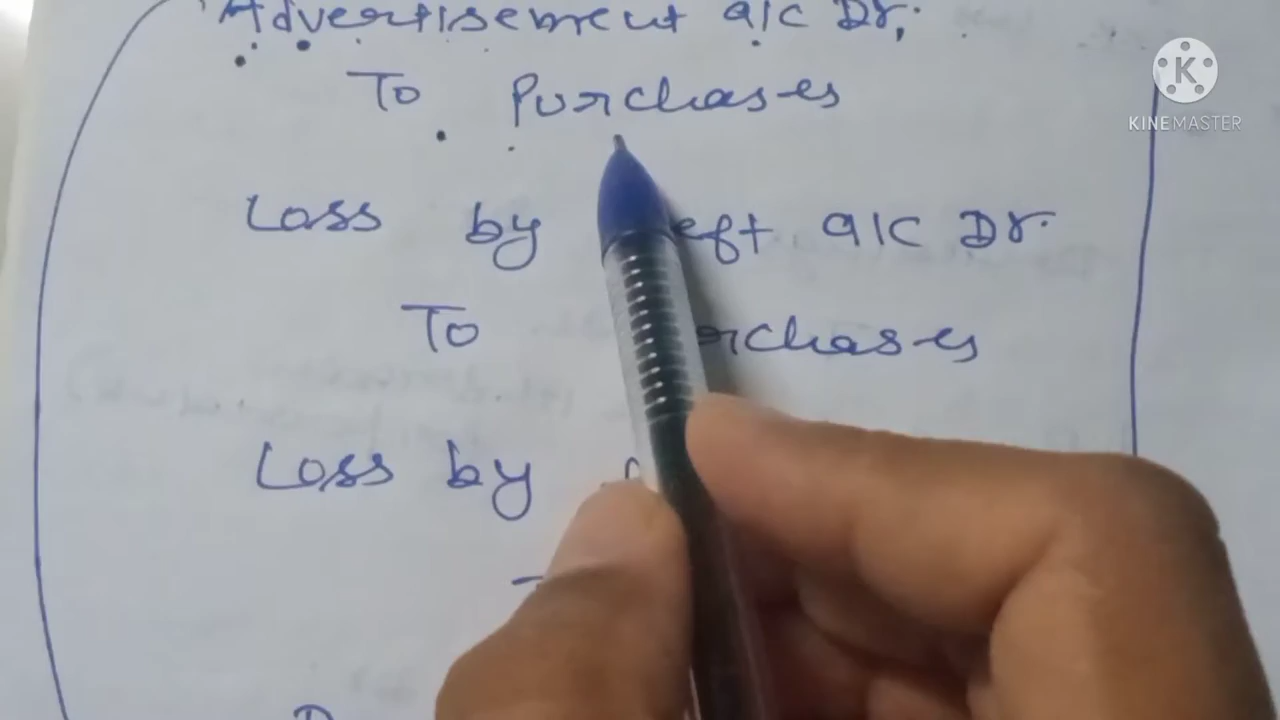 Advertisement a/c Dr.
To Purchases
Loss by a/c Dr.
To
Loss by
K
KINEMASTER